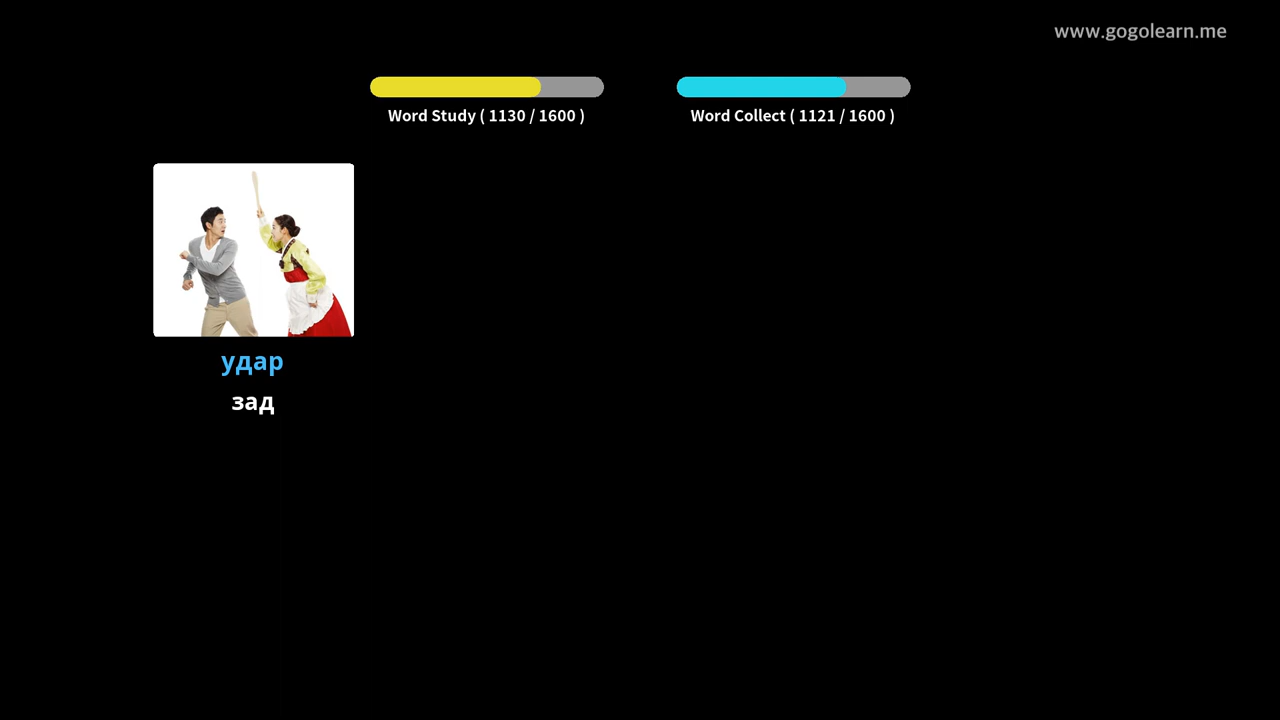 www.gogolearn.me
Word Study ( 1130 / 1600 )
Word Collect ( 1121 / 1600 )
удар
зад